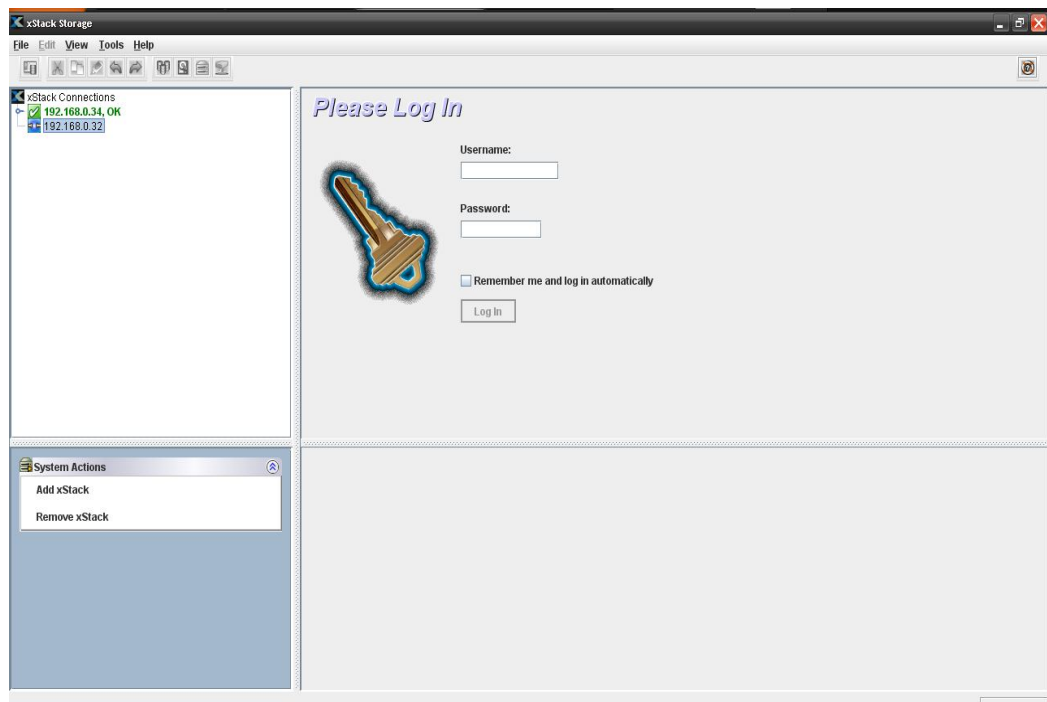 xStack Storage
File Edit View Tools Help
xStack Connections
192.168.0.34, OK
192.168.0.32
Please Log In
Username:
Password:
Remember me and log in automatically
Log In
System Actions
Add xStack
Remove xStack